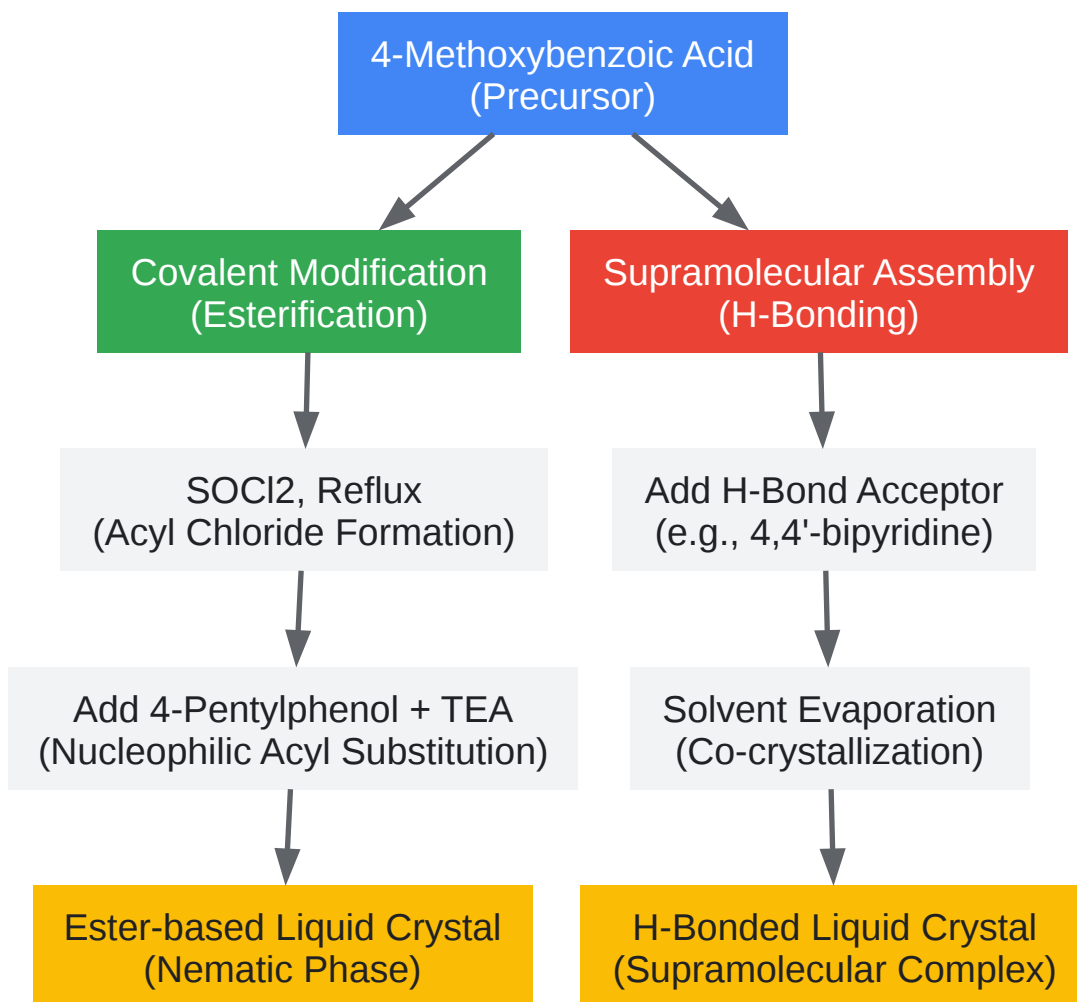 4-Methoxybenzoic Acid
(Precursor)
Covalent Modification
(Esterification)
Supramolecular Assembly
(H-Bonding)
SOCl2, Reflux
(Acyl Chloride Formation)
Add H-Bond Acceptor
(e.g., 4,4'-bipyridine)
Add 4-Pentylphenol + TEA
(Nucleophilic Acyl Substitution)
Solvent Evaporation
(Co-crystallization)
Ester-based Liquid Crystal
(Nematic Phase)
H-Bonded Liquid Crystal
(Supramolecular Complex)